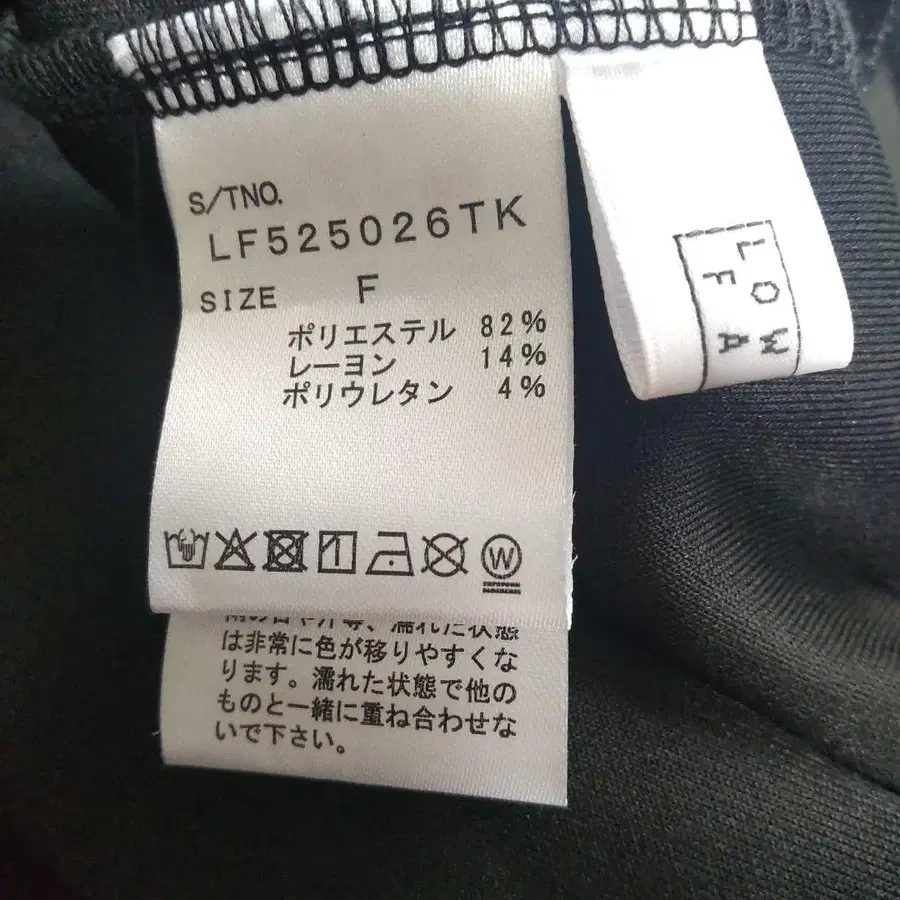 S/TNO.
LF525026TK
SIZE F
ポリエステル 82%
レーヨン 14%
ポリウレタン 4%
W
は非常に色が移りやすくな
ります。濡れた状態で他の
ものと一緒に重ね合わせな
いで下さい。
LOW
FA